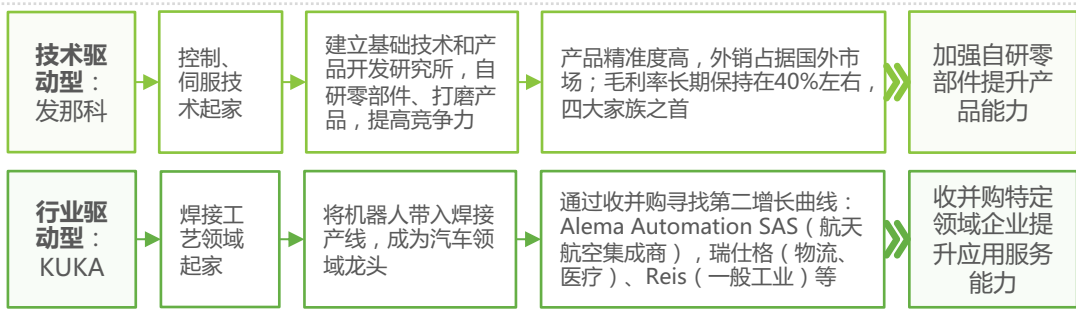 技术驱
动型：
发那科
控制、
伺服技
术起家
建立基础技术和产
品开发研究所，自
研零部件、打磨产
品，提高竞争力
产品精准度高，外销占据国外市
场；毛利率长期保持在40%左右，
四大家族之首
加强自研零
部件提升产
品能力
行业驱
动型：
KUKA
焊接工
艺领域
起家
将机器人带入焊接
产线，成为汽车领
域龙头
通过收并购寻找第二增长曲线：
Alema Automation SAS（航天
航空集成商），瑞仕格（物流、
医疗）、Reis（一般工业）等
收并购特定
领域企业提
升应用服务
能力